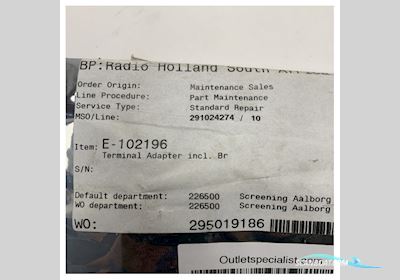 BP:Radio Holland South
Order Origin: Maintenance Sales
Line Procedure: Part Maintenance
Service Type: Standard Repair
MSO/Line: 291024274 / 10
Item: E-102196
Terminal Adapter incl. Br
S/N:
Default department: 226500 Screening Aalborg
WO department: 226500 Screening Aalborg
WO: 295019186
Outletspecialist.com